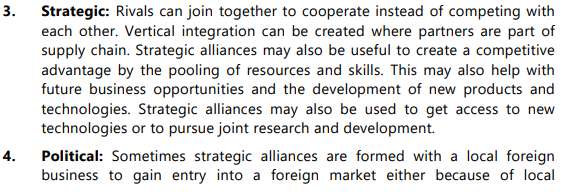 3. Strategic: Rivals can join together to cooperate instead of competing with
each other. Vertical integration can be created where partners are part of
supply chain. Strategic alliances may also be useful to create a competitive
advantage by the pooling of resources and skills. This may also help with
future business opportunities and the development of new products and
technologies. Strategic alliances may also be used to get access to new
technologies or to pursue joint research and development.
4. Political: Sometimes strategic alliances are formed with a local foreign
business to gain entry into a foreign market either because of local